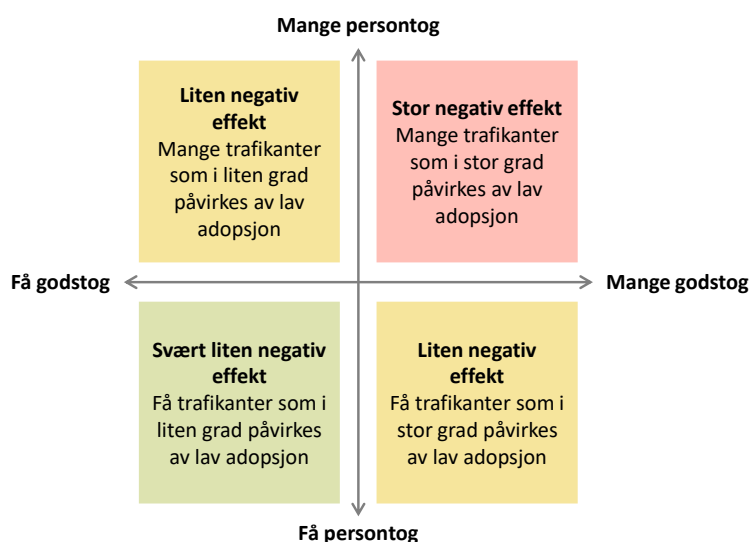 Mange persontog
Liten negativ
effekt
Mange trafikanter
som i liten grad
påvirkes av lav
adopsjon
Stor negativ effekt
Mange trafikanter
som i stor grad
påvirkes av lav
adopsjon
Få godstog
Mange godstog
Svært liten negativ
effekt
Få trafikanter som i
liten grad påvirkes
av lav adopsjon
Liten negativ
effekt
Få trafikanter som i
stor grad påvirkes
av lav adopsjon
Få persontog